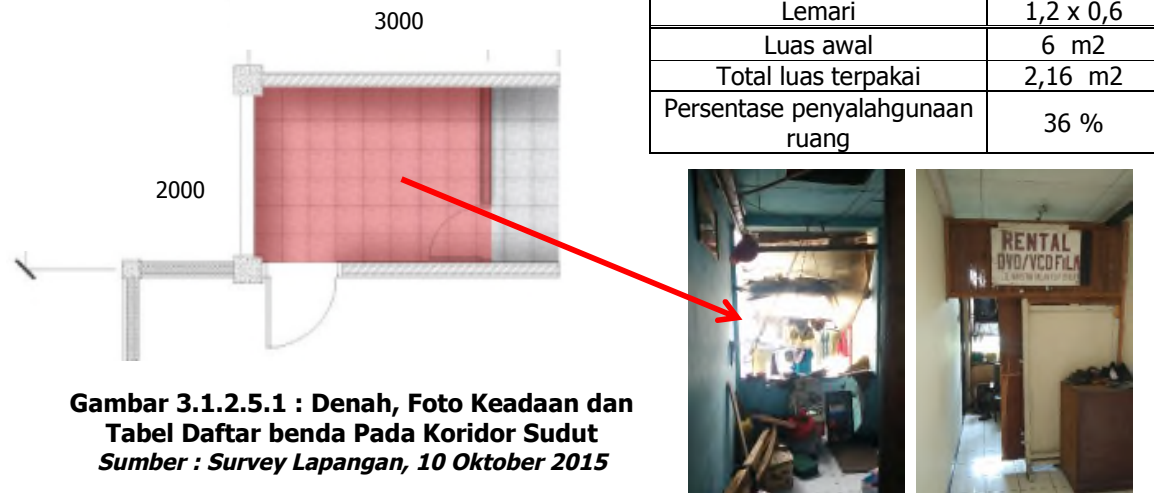 3000
Lemari 1,2 x 0,6
Luas awal 6 m2
Total luas terpakai 2,16 m2
Persentase penyalahgunaan
ruang 36 %
2000
RENTAL
DVD/VCD FILM
Gambar 3.1.2.5.1 : Denah, Foto Keadaan dan
Tabel Daftar benda Pada Koridor Sudut
Sumber : Survey Lapangan, 10 Oktober 2015